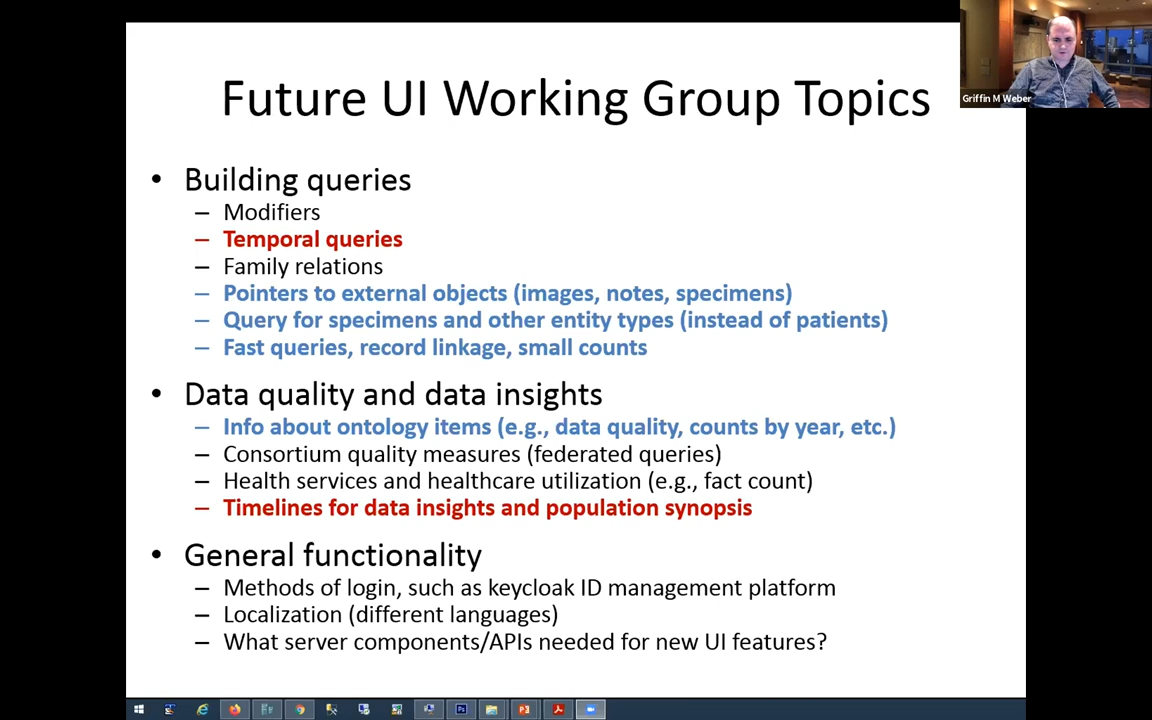 Future UI Working Group Topics
Griffin M Weber
• Building queries
– Modifiers
– Temporal queries
– Family relations
– Pointers to external objects (images, notes, specimens)
– Query for specimens and other entity types (instead of patients)
– Fast queries, record linkage, small counts
• Data quality and data insights
– Info about ontology items (e.g., data quality, counts by year, etc.)
– Consortium quality measures (federated queries)
– Health services and healthcare utilization (e.g., fact count)
– Timelines for data insights and population synopsis
• General functionality
– Methods of login, such as keycloak ID management platform
– Localization (different languages)
– What server components/APIs needed for new UI features?